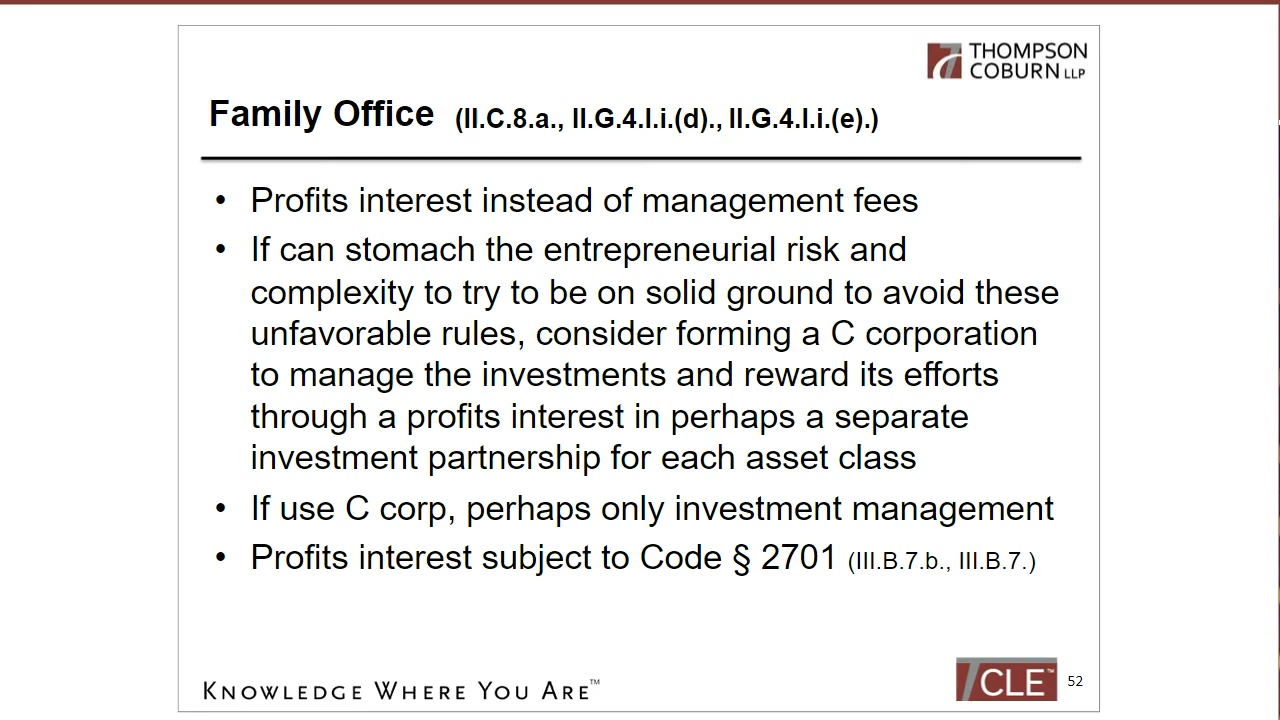 THOMPSON
COBURN LLP
Family Office (II.C.8.a., II.G.4.l.i.(d)., II.G.4.l.i.(e).)
• Profits interest instead of management fees
• If can stomach the entrepreneurial risk and
complexity to try to be on solid ground to avoid these
unfavorable rules, consider forming a C corporation
to manage the investments and reward its efforts
through a profits interest in perhaps a separate
investment partnership for each asset class
• If use C corp, perhaps only investment management
• Profits interest subject to Code § 2701 (III.B.7.b., III.B.7.)
KNOWLEDGE WHERE YOU ARE™
CLE™ 52